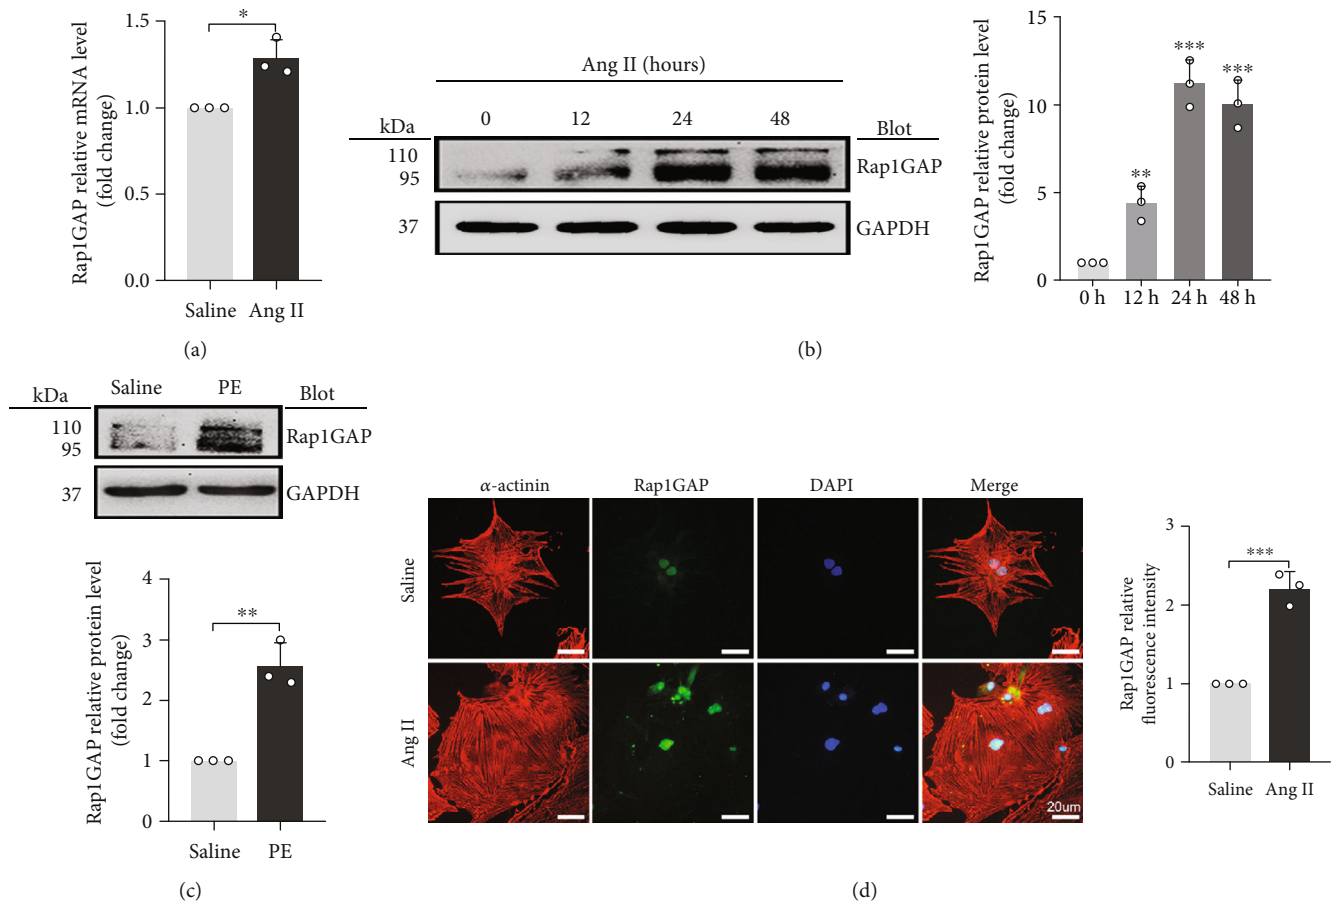 Rap1GAP relative mRNA level
(fold change)
1.5
1.0
0.5
0.0
*
Saline Ang II
(a)
Ang II (hours)
kDa 0 12 24 48 Blot
110
95
Rap1GAP
37 GAPDH
Rap1GAP relative protein level
(fold change)
15
10
5
0
**
***
***
0 h 12 h 24 h 48 h
(b)
kDa Saline PE Blot
110
95
Rap1GAP
37 GAPDH
Rap1GAP relative protein level
(fold change)
4
3
2
1
0
**
Saline PE
(c)
α-actinin Rap1GAP DAPI Merge
Saline
Ang II
20um
Rap1GAP relative
fluorescence intensity
3
2
1
0
***
Saline Ang II
(d)